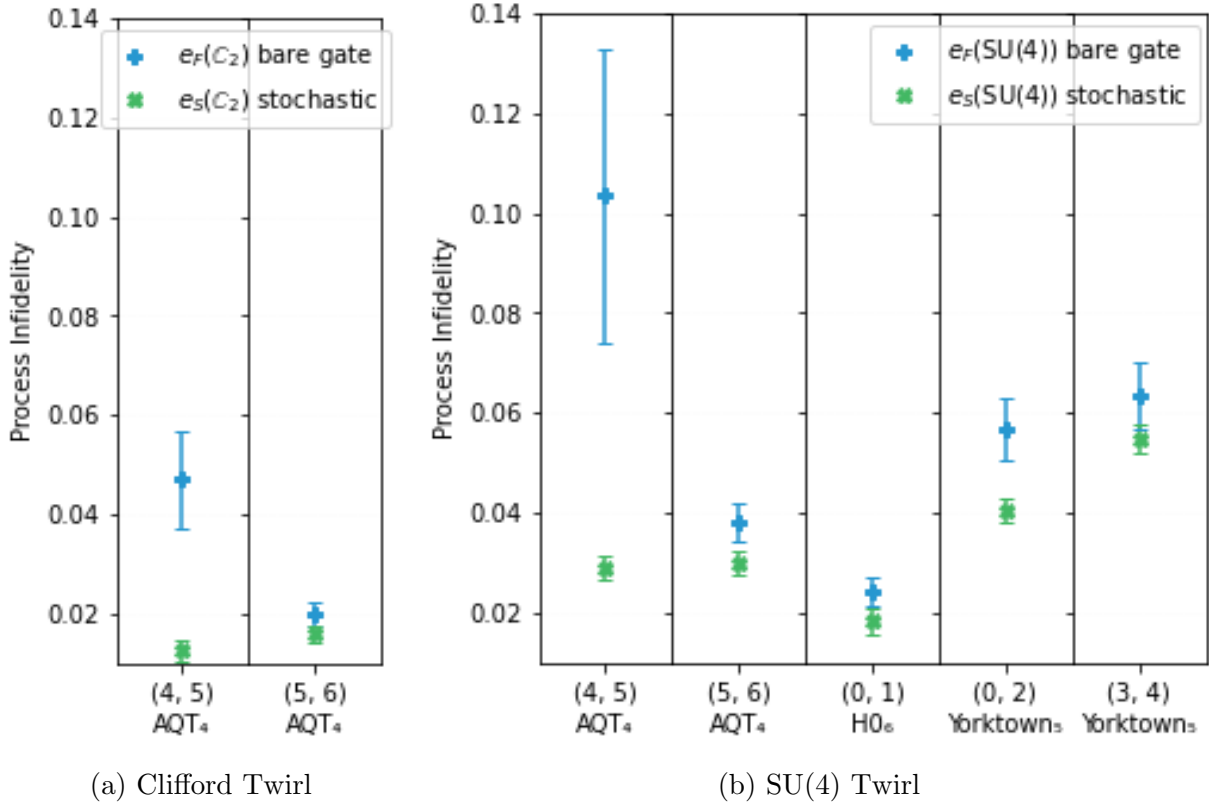 0.14
0.12
0.10
0.08
0.06
0.04
0.02
Process Infidelity
e_F(ℂ₂) bare gate
e_S(ℂ₂) stochastic
(4, 5) (5, 6)
AQT₄ AQT₄
(a) Clifford Twirl
0.14
0.12
0.10
0.08
0.06
0.04
0.02
Process Infidelity
e_F(SU(4)) bare gate
e_S(SU(4)) stochastic
(4, 5) (5, 6) (0, 1) (0, 2) (3, 4)
AQT₄ AQT₄ H0₆ Yorktown₅ Yorktown₅
(b) SU(4) Twirl